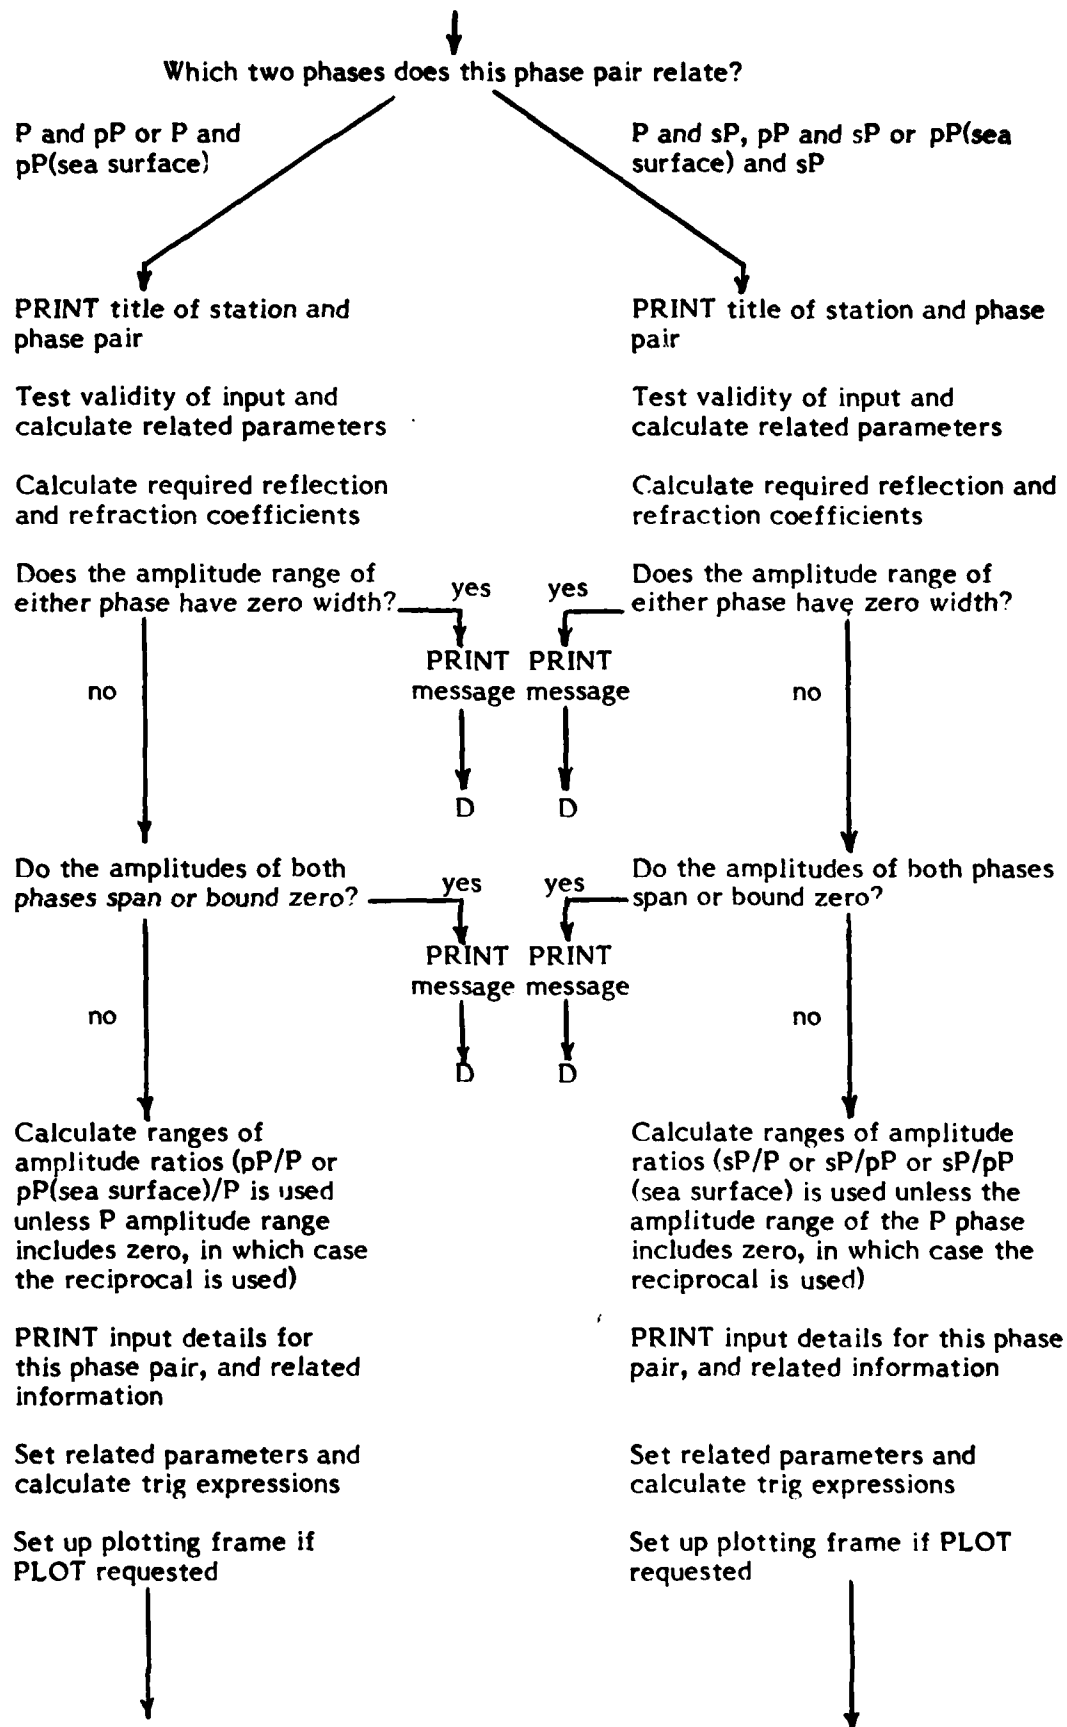 Which two phases does this phase pair relate?
P and pP or P and
pP(sea surface)
P and sP, pP and sP or pP(sea
surface) and sP
PRINT title of station and
phase pair
Test validity of input and
calculate related parameters
Calculate required reflection
and refraction coefficients
Does the amplitude range of
either phase have zero width?
yes
PRINT
message
D
no
PRINT title of station and phase
pair
Test validity of input and
calculate related parameters
Calculate required reflection and
refraction coefficients
Does the amplitude range of
either phase have zero width?
yes
PRINT
message
D
no
Do the amplitudes of both
phases span or bound zero?
yes
PRINT
message
D
no
Do the amplitudes of both phases
span or bound zero?
yes
PRINT
message
D
no
Calculate ranges of
amplitude ratios (pP/P or
pP(sea surface)/P is used
unless P amplitude range
includes zero, in which case
the reciprocal is used)
PRINT input details for
this phase pair, and related
information
Set related parameters and
calculate trig expressions
Set up plotting frame if
PLOT requested
Calculate ranges of amplitude
ratios (sP/P or sP/pP or sP/pP
(sea surface) is used unless the
amplitude range of the P phase
includes zero, in which case the
reciprocal is used)
PRINT input details for this phase
pair, and related information
Set related parameters and
calculate trig expressions
Set up plotting frame if PLOT
requested